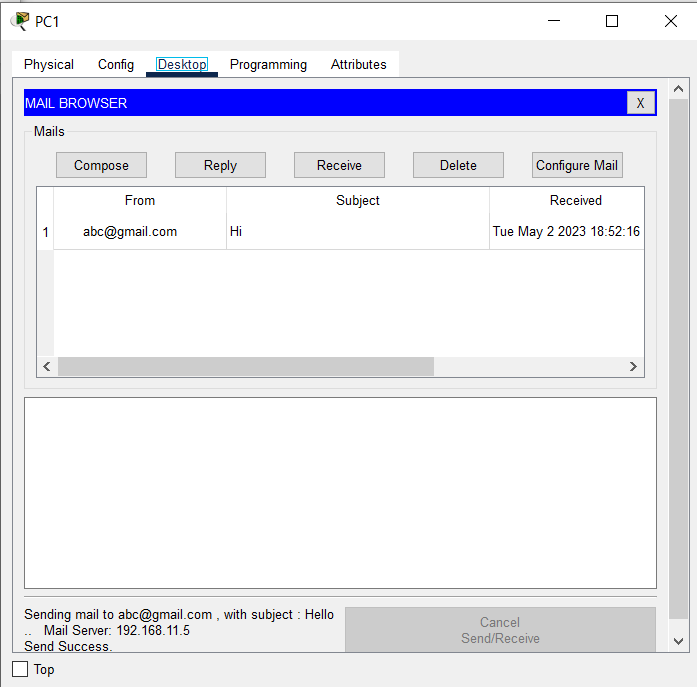 PC1
Physical Config Desktop Programming Attributes
MAIL BROWSER X
Mails
Compose Reply Receive Delete Configure Mail
From Subject Received
1 abc@gmail.com Hi Tue May 2 2023 18:52:16
Sending mail to abc@gmail.com , with subject : Hello
.. Mail Server: 192.168.11.5
Send Success.
Cancel
Send/Receive
Top